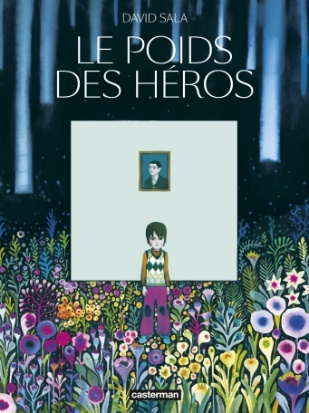 DAVID SALA
LE POIDS
DES HÉROS
casterman